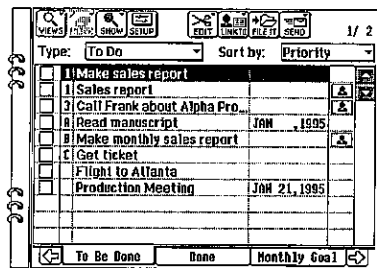 VIEWS SHOW SETUP EDIT LINKTO FILE IT SEND 1/ 2
Type: To Do Sort by: Priority
1 Make sales report
1 Sales report
3 Call Frank about Alpha Pro...
A Read manuscript JAN ,1995
B Make monthly sales report
C Get ticket
Flight to Atlanta
Production Meeting JAN 21,1995
To Be Done Done Monthly Goal